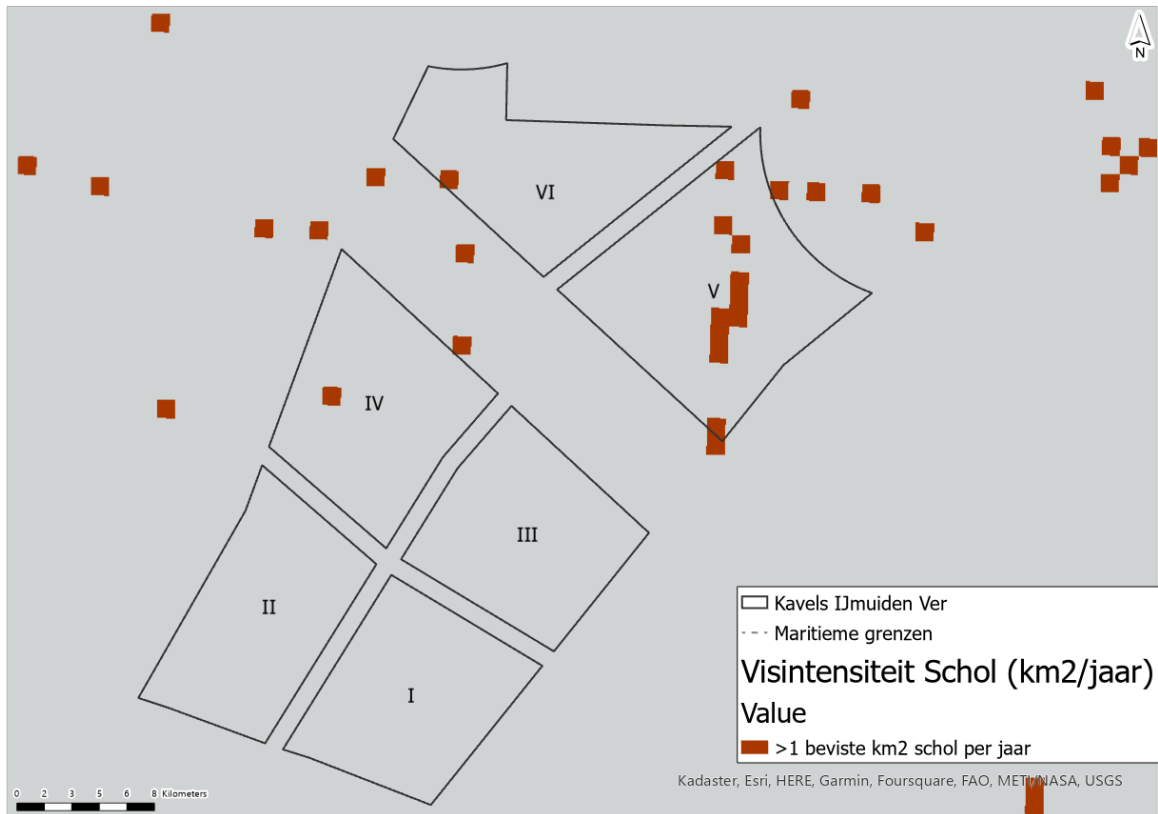 N
VI
V
IV
III
II
I
Kavels IJmuiden Ver
Maritieme grenzen
Visintensiteit Schol (km2/jaar)
Value
>1 beviste km2 schol per jaar
Kadaster, Esri, HERE, Garmin, Foursquare, FAO, METI/NASA, USGS
0 2 3 4 6 8 Kilometers